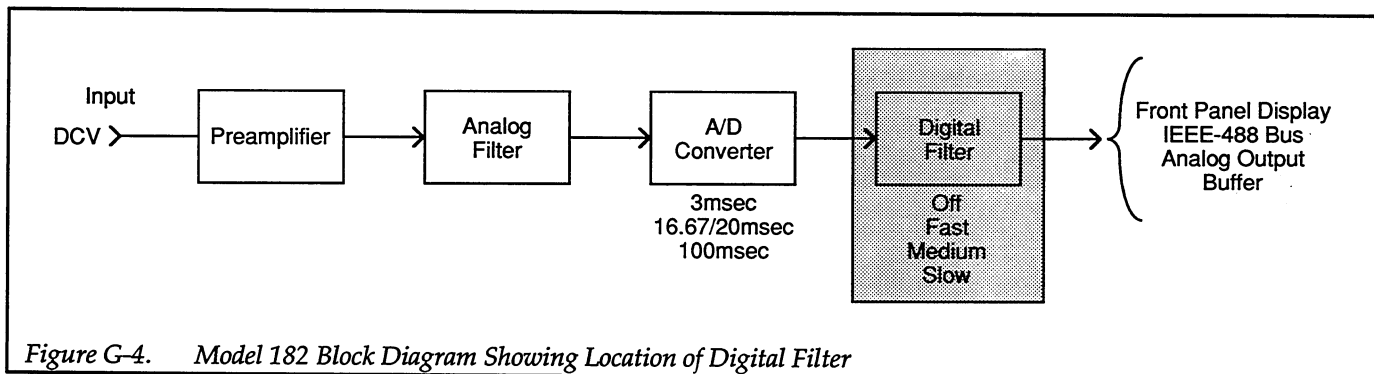 Input
DCV
Preamplifier
Analog
Filter
A/D
Converter
3msec
16.67/20msec
100msec
Digital
Filter
Off
Fast
Medium
Slow
Front Panel Display
IEEE-488 Bus
Analog Output
Buffer
Figure G-4. Model 182 Block Diagram Showing Location of Digital Filter